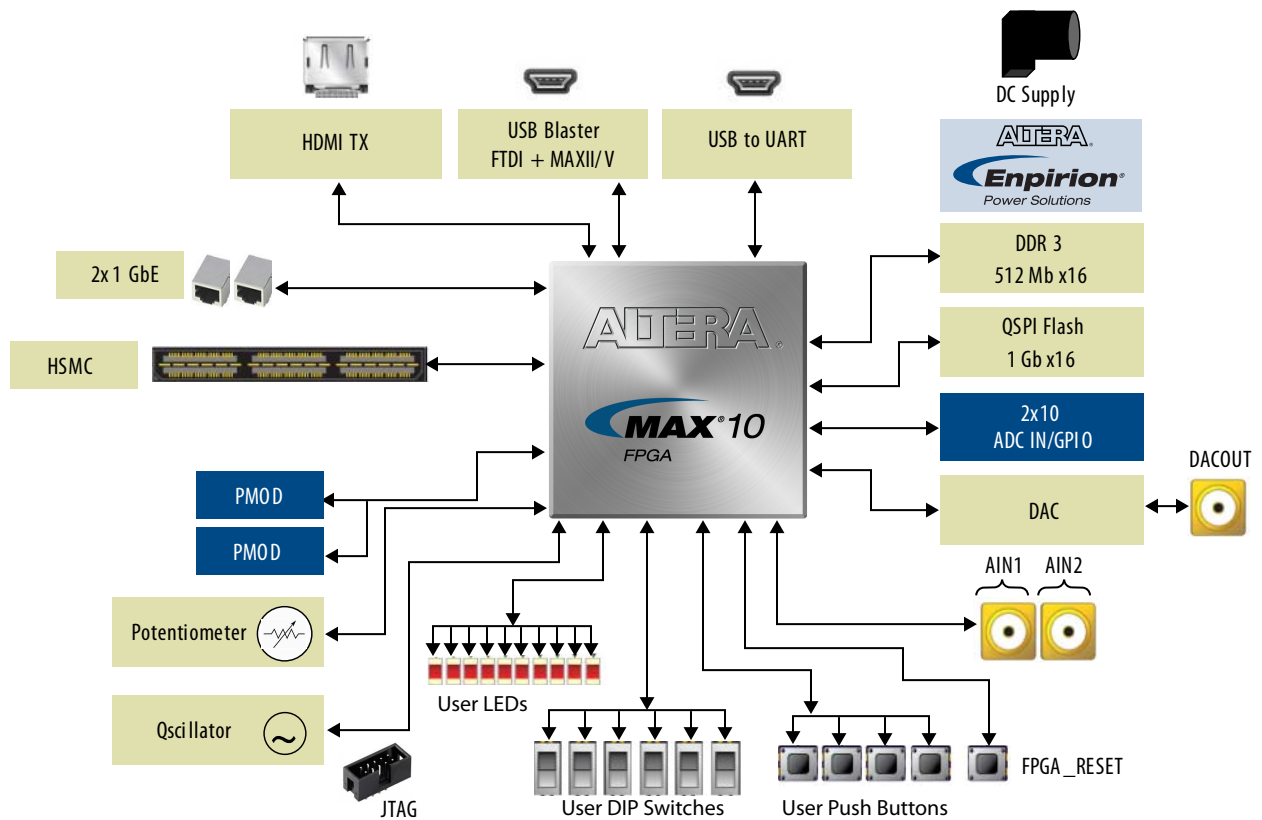 DC Supply
HDMI TX
USB Blaster
FTDI + MAXII/V
USB to UART
ALTERA.
Enpirion®
Power Solutions
2x 1 GbE
DDR 3
512 Mb x16
HSMC
ALTERA®
MAX® 10
FPGA
QSPI Flash
1 Gb x16
2x10
ADC IN/GPIO
DACOUT
PMOD
PMOD
DAC
AIN1 AIN2
Potentiometer
User LEDs
Qscillator
JTAG
User DIP Switches
User Push Buttons
FPGA_RESET